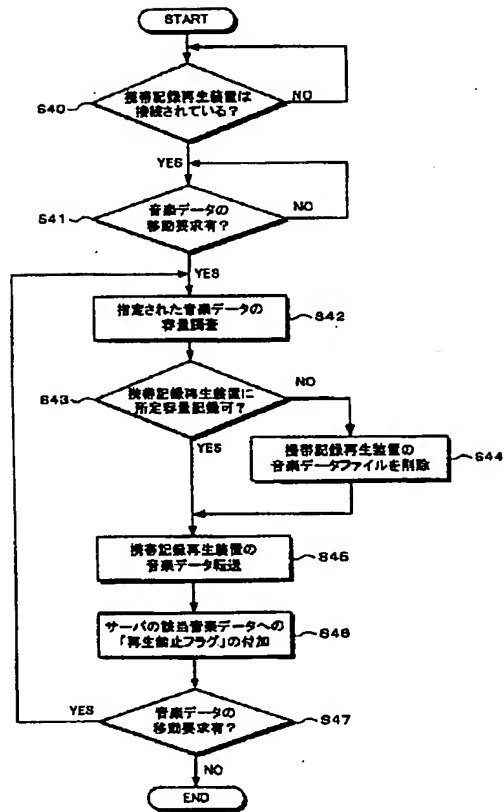 START
携帯記録再生装置は
接続されている?
NO
S40
YES
音楽データの
移動要求有?
NO
S41
YES
指定された音楽データの
容量調査
S42
携帯記録再生装置に
所定容量記録可?
NO
S43
YES
携帯記録再生装置の
音楽データファイルを削除
S44
携帯記録再生装置の
音楽データ転送
S45
サーバの該当音楽データへの
「再生禁止フラグ」の付加
S46
YES
音楽データの
移動要求有?
S47
NO
END